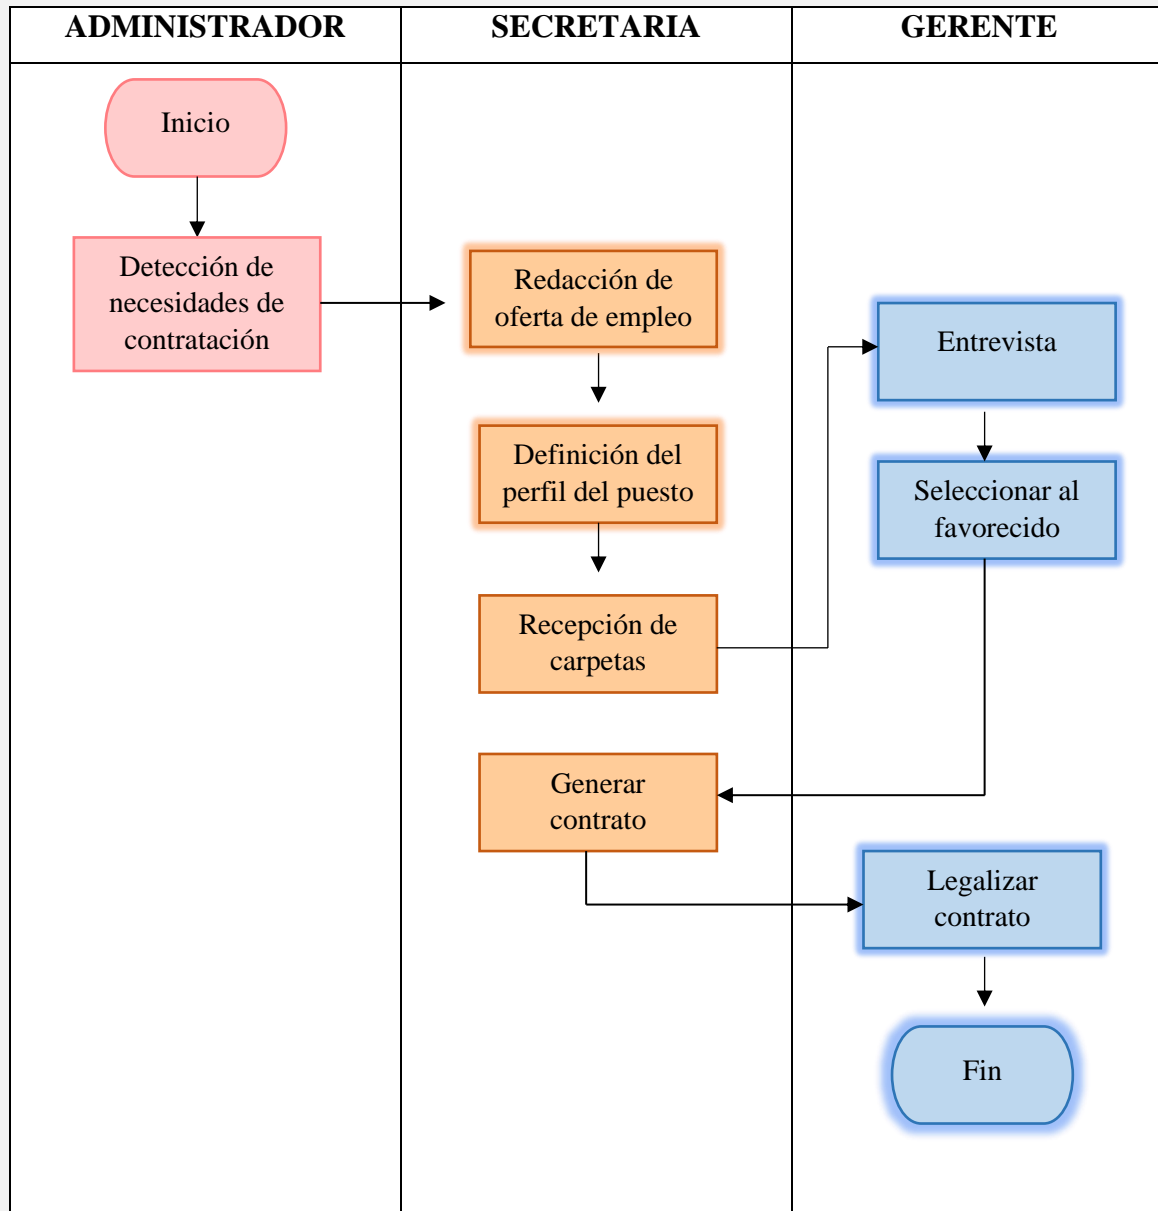 ADMINISTRADOR
SECRETARIA
GERENTE
Inicio
Detección de
necesidades de
contratación
Redacción de
oferta de empleo
Definición del
perfil del puesto
Recepción de
carpetas
Entrevista
Seleccionar al
favorecido
Generar
contrato
Legalizar
contrato
Fin